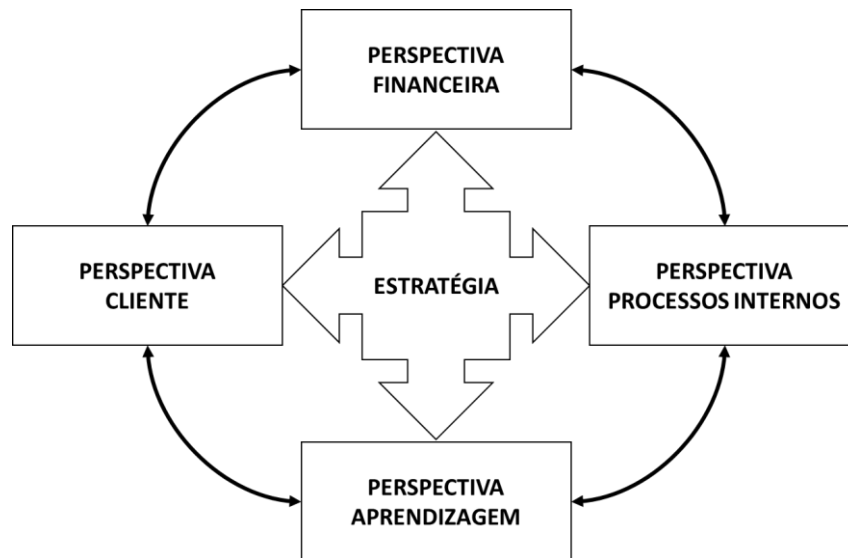 PERSPECTIVA
FINANCEIRA
PERSPECTIVA
CLIENTE
ESTRATÉGIA
PERSPECTIVA
PROCESSOS INTERNOS
PERSPECTIVA
APRENDIZAGEM